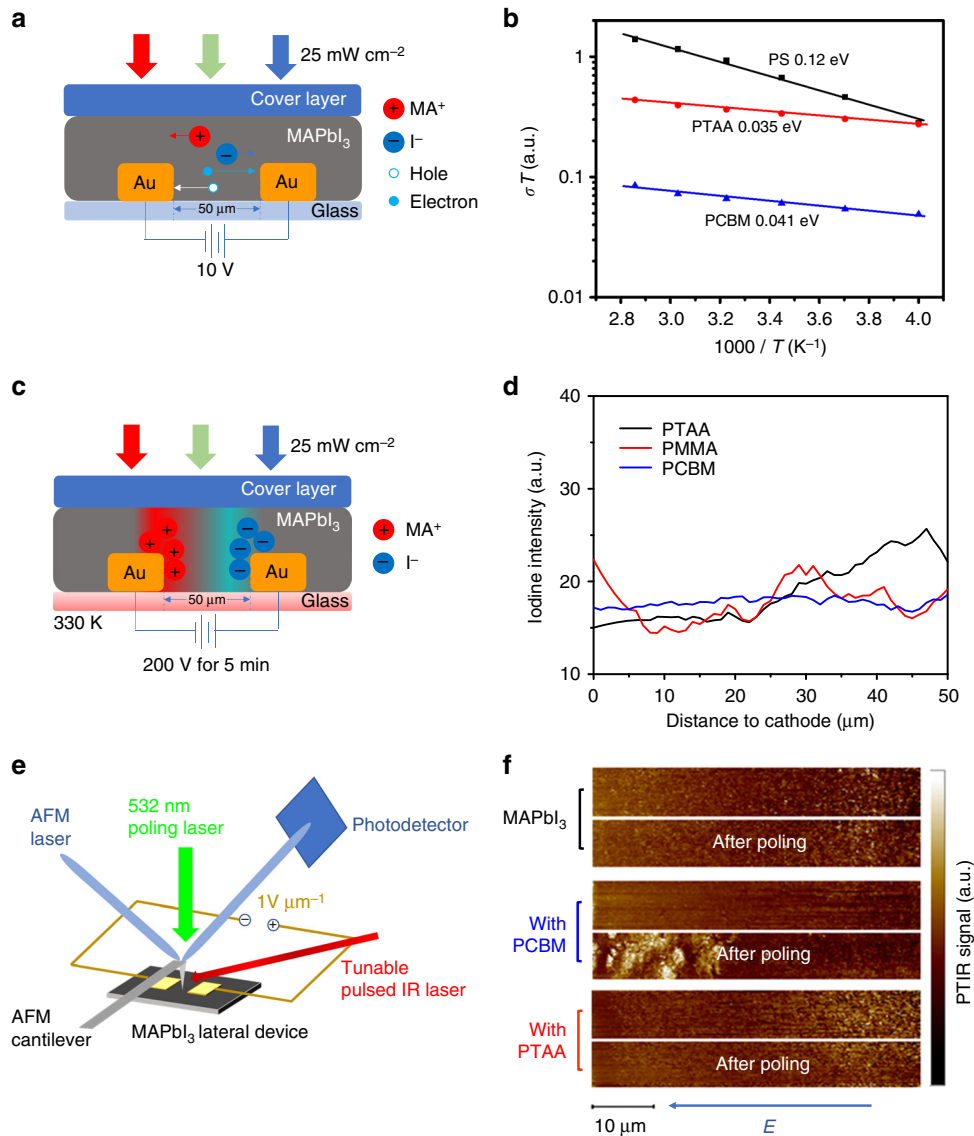 a
25 mW cm⁻²
Cover layer
MAPbI₃
+
−
Au
Au
50 μm
Glass
10 V
+ MA⁺
− I⁻
Hole
Electron
b
σT (a.u.)
1
0.1
0.01
PS 0.12 eV
PTAA 0.035 eV
PCBM 0.041 eV
2.8 3.0 3.2 3.4 3.6 3.8 4.0
1000 / T (K⁻¹)
c
25 mW cm⁻²
Cover layer
MAPbI₃
+ + + +
− − − − −
Au
Au
50 μm
Glass
330 K
200 V for 5 min
+ MA⁺
− I⁻
d
Iodine intensity (a.u.)
40
30
20
10
PTAA
PMMA
PCBM
0 10 20 30 40 50
Distance to cathode (μm)
e
532 nm
poling laser
AFM
laser
Photodetector
1V μm⁻¹
− +
Tunable
pulsed IR laser
AFM
cantilever
MAPbI₃ lateral device
f
MAPbI₃
After poling
With
PCBM
After poling
With
PTAA
After poling
PTIR signal (a.u.)
10 μm
E